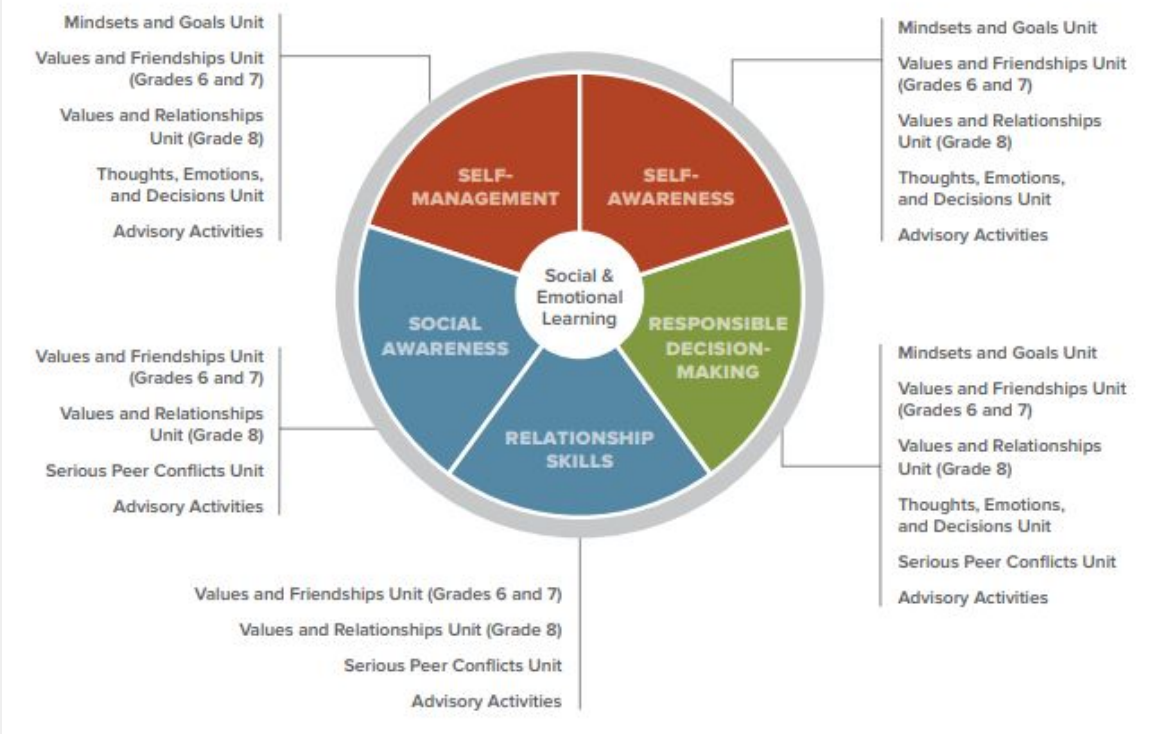 Mindsets and Goals Unit
Values and Friendships Unit
(Grades 6 and 7)
Values and Relationships
Unit (Grade 8)
Thoughts, Emotions,
and Decisions Unit
Advisory Activities
Mindsets and Goals Unit
Values and Friendships Unit
(Grades 6 and 7)
Values and Relationships
Unit (Grade 8)
Thoughts, Emotions,
and Decisions Unit
Advisory Activities
SELF-
MANAGEMENT
SELF-
AWARENESS
Social &
Emotional
Learning
SOCIAL
AWARENESS
RESPONSIBLE
DECISION-
MAKING
RELATIONSHIP
SKILLS
Values and Friendships Unit
(Grades 6 and 7)
Values and Relationships
Unit (Grade 8)
Serious Peer Conflicts Unit
Advisory Activities
Mindsets and Goals Unit
Values and Friendships Unit
(Grades 6 and 7)
Values and Relationships
Unit (Grade 8)
Thoughts, Emotions,
and Decisions Unit
Serious Peer Conflicts Unit
Advisory Activities
Values and Friendships Unit (Grades 6 and 7)
Values and Relationships Unit (Grade 8)
Serious Peer Conflicts Unit
Advisory Activities